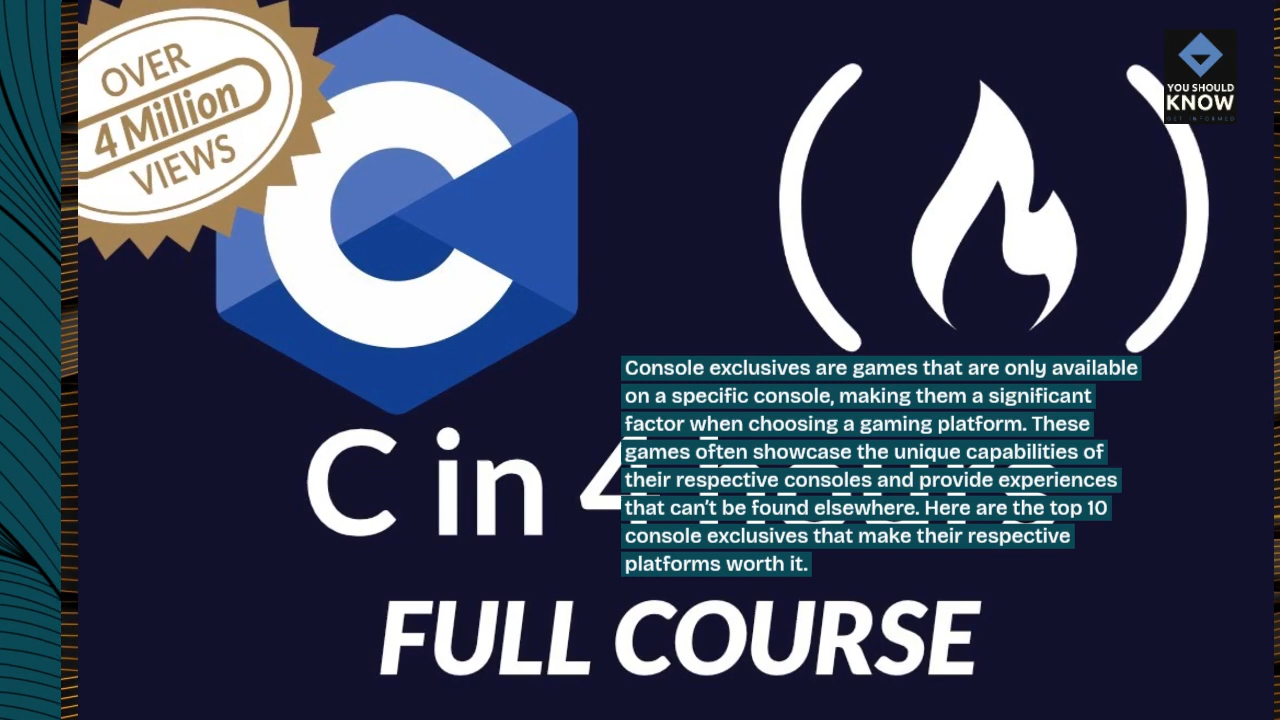 OVER
4 Million
VIEWS
YOU SHOULD
KNOW
GET INFORMED
Console exclusives are games that are only available
on a specific console, making them a significant
factor when choosing a gaming platform. These
games often showcase the unique capabilities of
their respective consoles and provide experiences
that can't be found elsewhere. Here are the top 10
console exclusives that make their respective
platforms worth it.
C in 4 hours
FULL COURSE